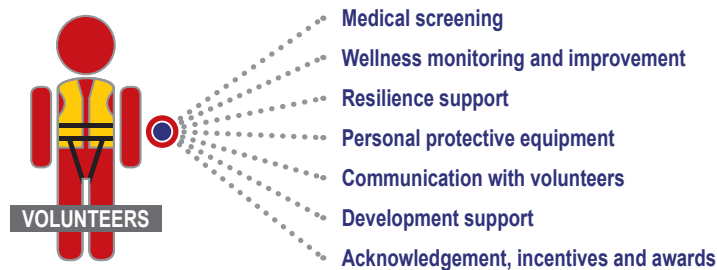 Medical screening
Wellness monitoring and improvement
Resilience support
Personal protective equipment
Communication with volunteers
VOLUNTEERS
Development support
Acknowledgement, incentives and awards